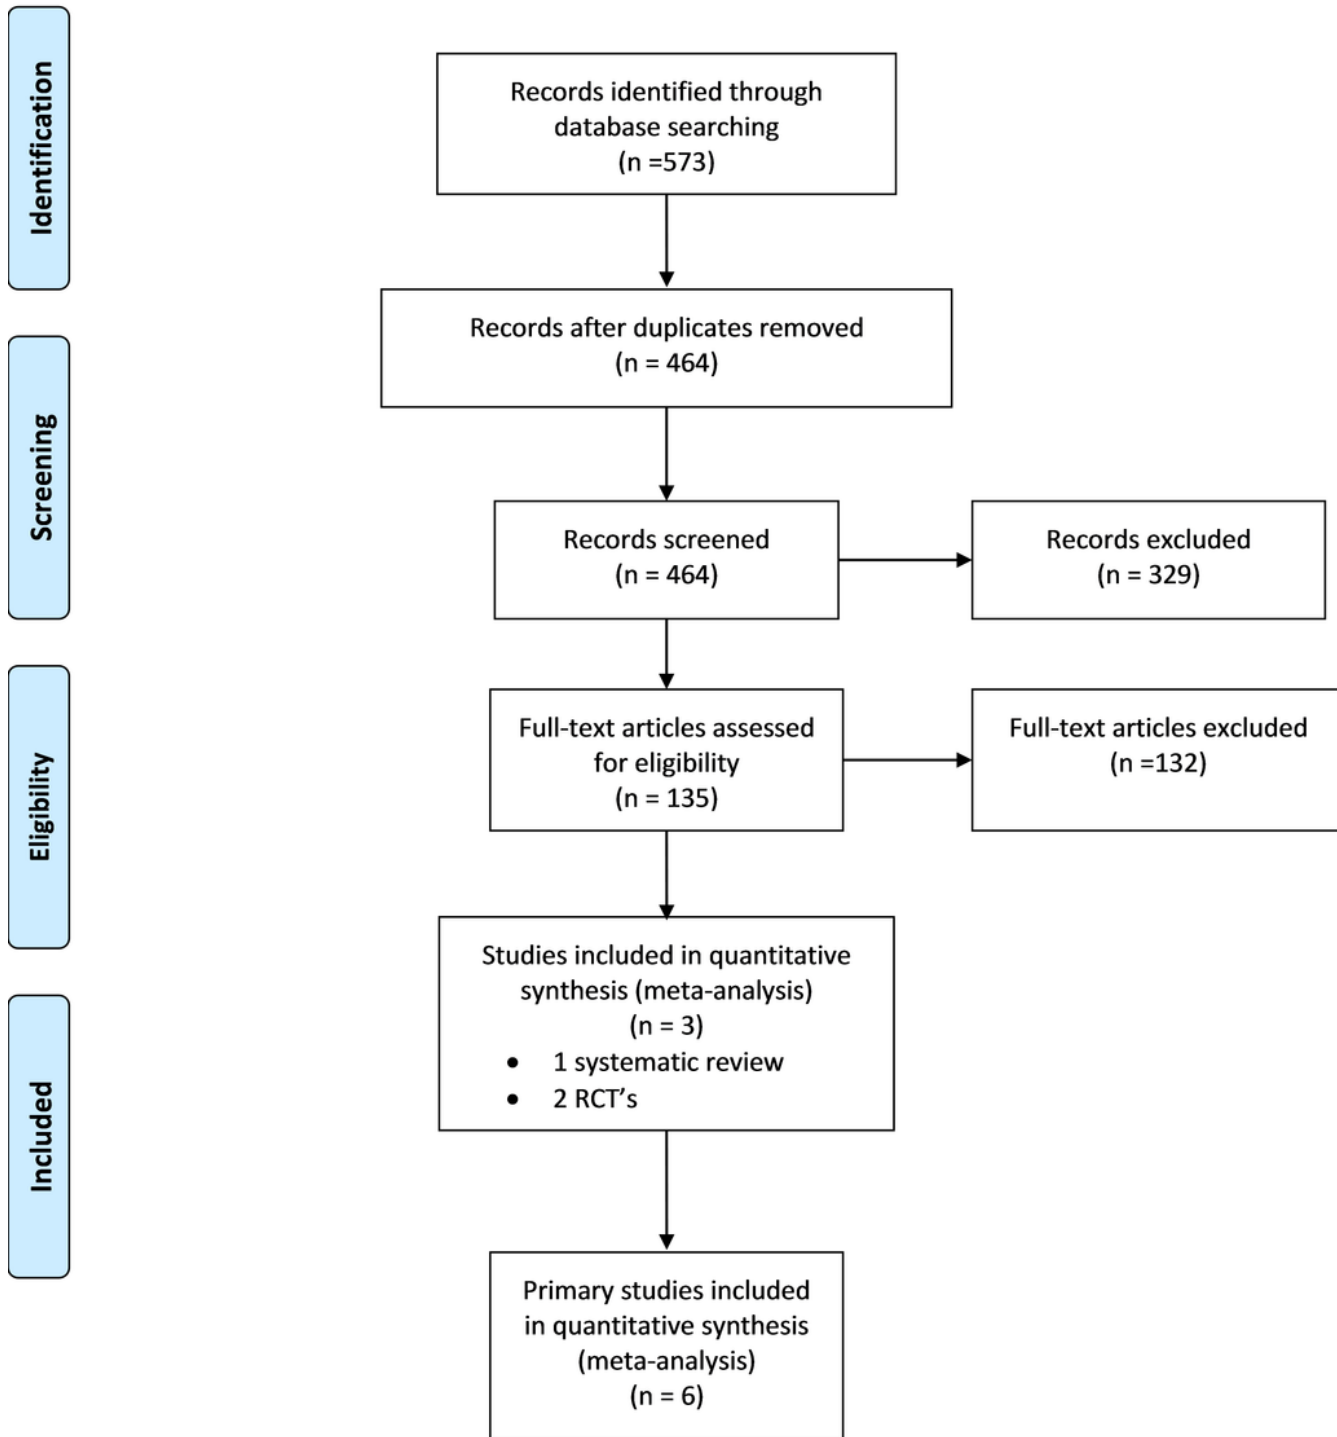 Identification
Records identified through
database searching
(n =573)
Records after duplicates removed
(n = 464)
Screening
Records screened
(n = 464)
Records excluded
(n = 329)
Eligibility
Full-text articles assessed
for eligibility
(n = 135)
Full-text articles excluded
(n =132)
Included
Studies included in quantitative
synthesis (meta-analysis)
(n = 3)
• 1 systematic review
• 2 RCT's
Primary studies included
in quantitative synthesis
(meta-analysis)
(n = 6)